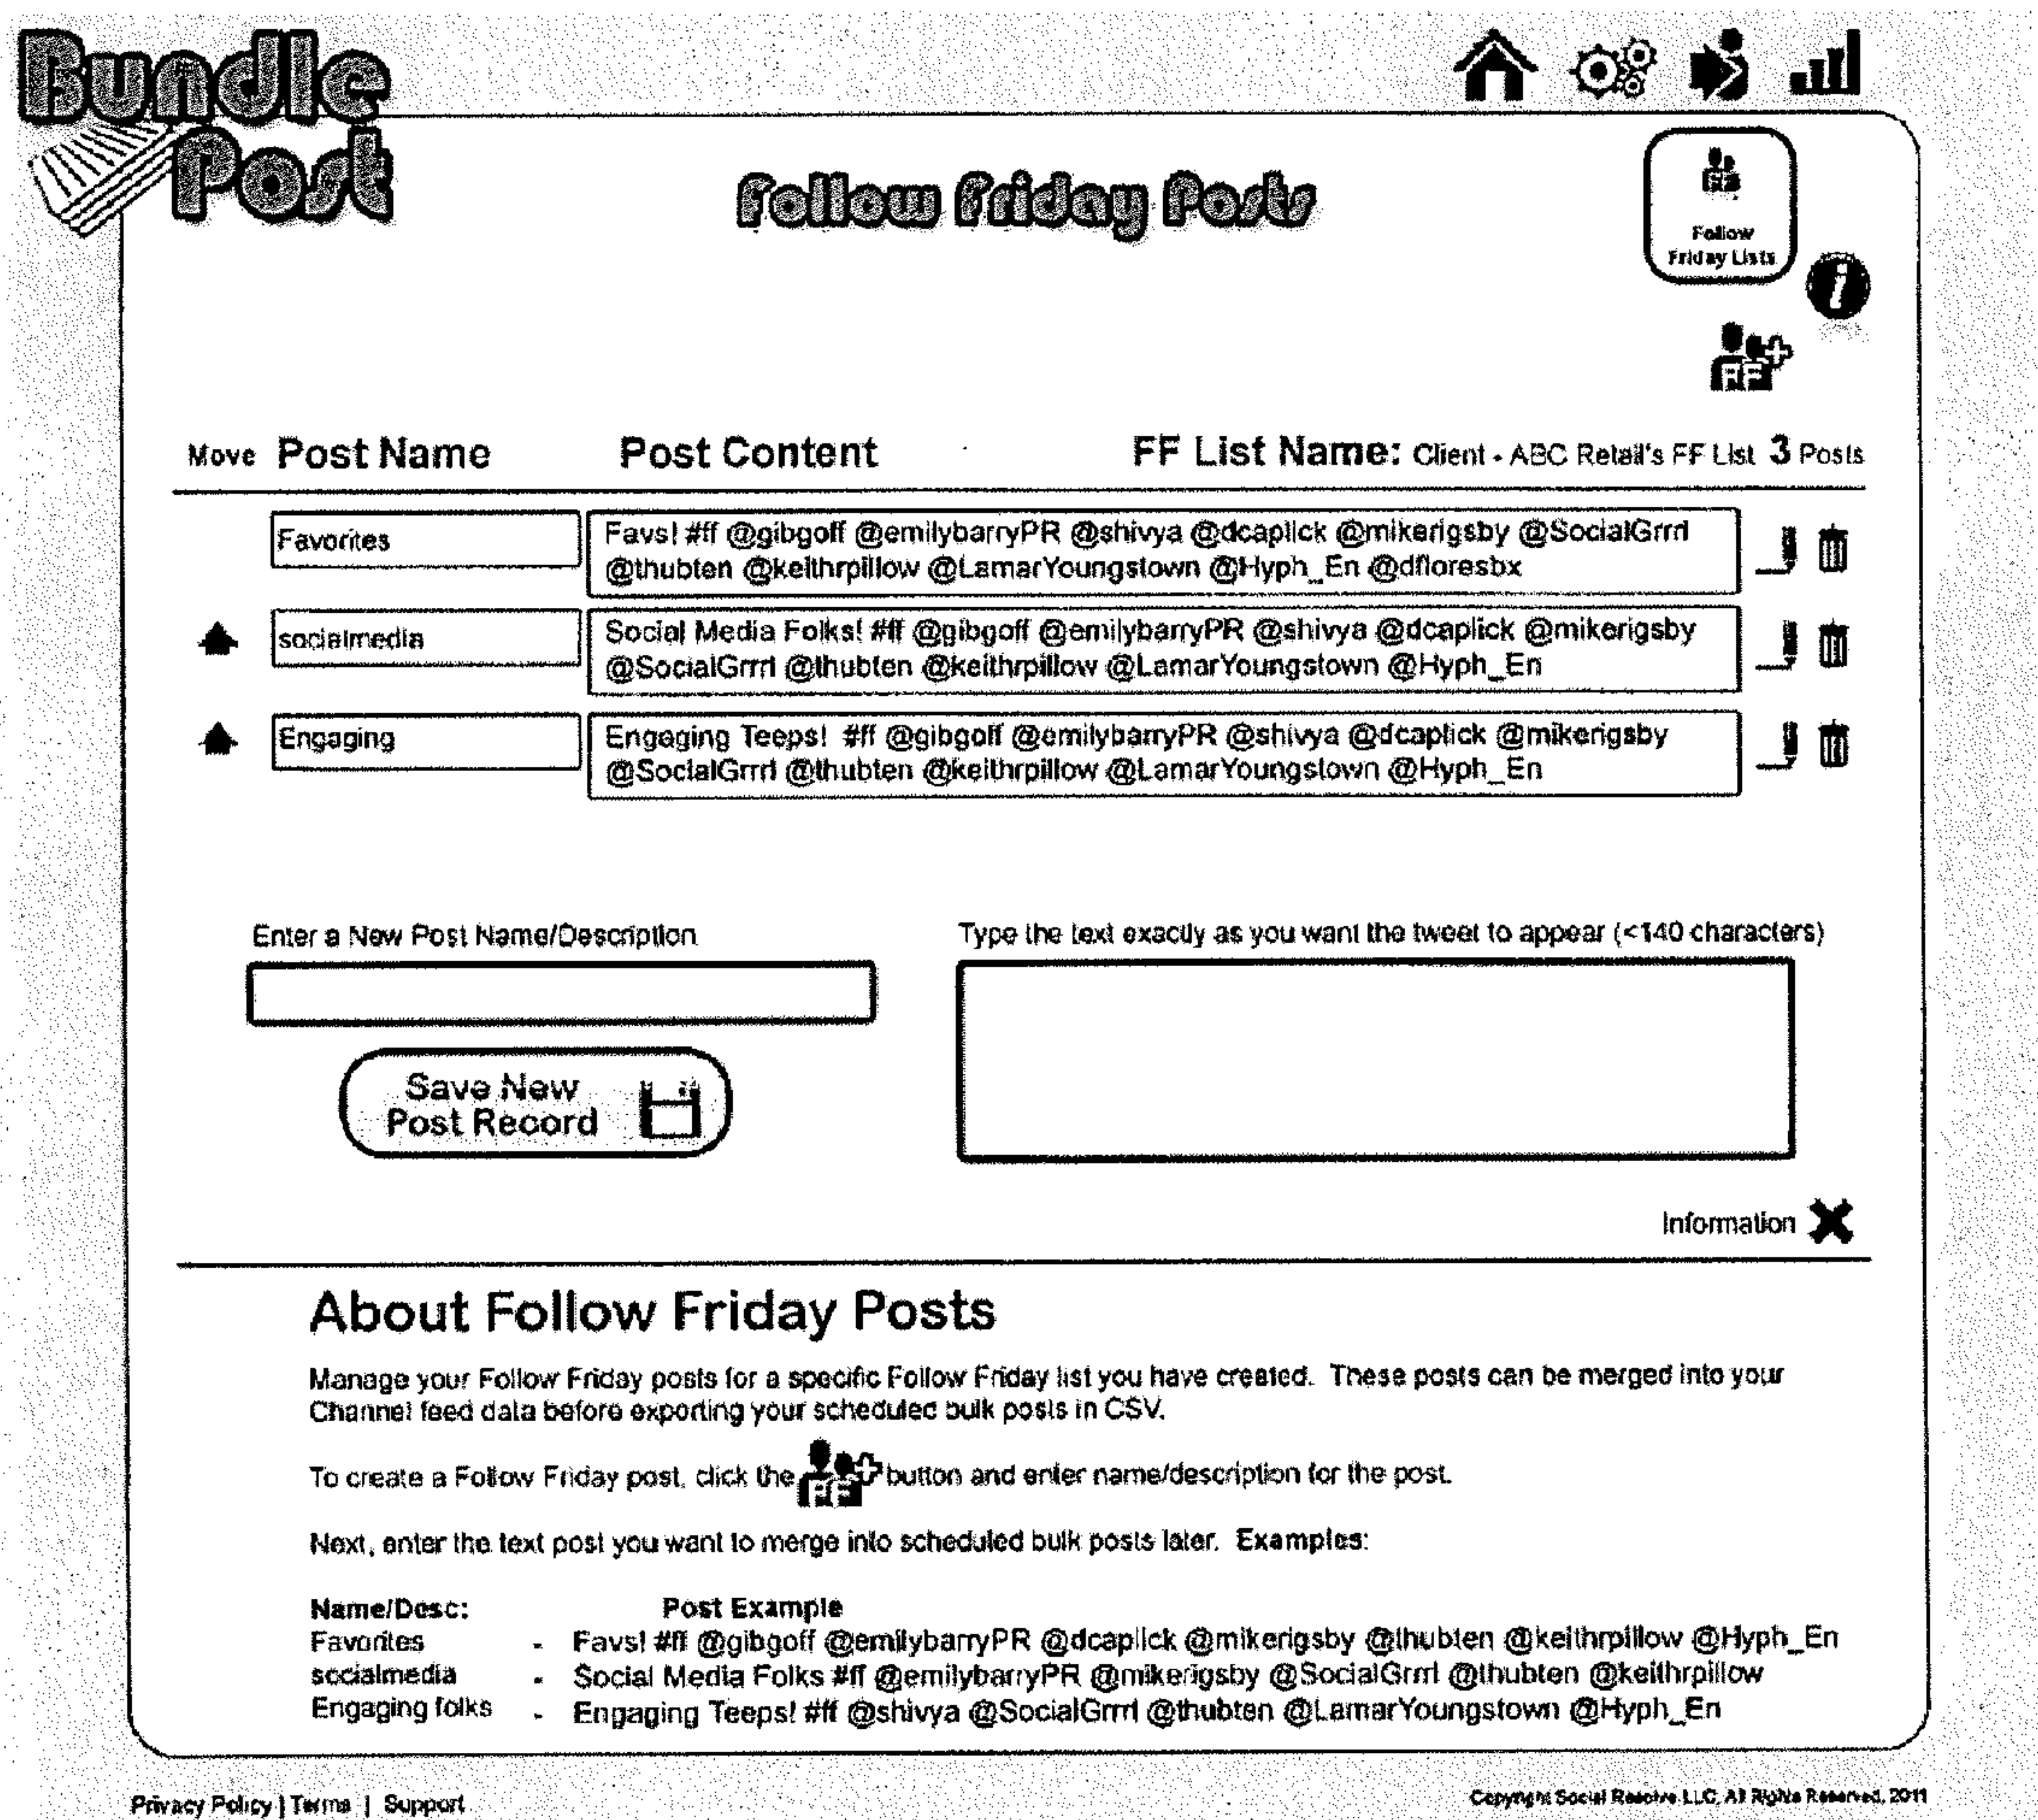 Bundle
Post
Follow Friday Posts
FF
Follow
Friday Lists
i
FF+
Move Post Name Post Content FF List Name: Client - ABC Retail's FF List 3 Posts
Favorites
Favs! #ff @gibgoff @emilybarryPR @shivya @dcaplick @mikerigsby @SocialGrrrl
@thubten @keithrpillow @LamarYoungstown @Hyph_En @dfloresbx
socialmedia
Social Media Folks! #ff @gibgoff @emilybarryPR @shivya @dcaplick @mikerigsby
@SocialGrrrl @thubten @keithrpillow @LamarYoungstown @Hyph_En
Engaging
Engaging Teeps! #ff @gibgoff @emilybarryPR @shivya @dcaplick @mikerigsby
@SocialGrrrl @thubten @keithrpillow @LamarYoungstown @Hyph_En
Enter a New Post Name/Description
Type the text exactly as you want the tweet to appear (<140 characters)
Save New
Post Record
Information
About Follow Friday Posts
Manage your Follow Friday posts for a specific Follow Friday list you have created. These posts can be merged into your
Channel feed data before exporting your scheduled bulk posts in CSV.
To create a Follow Friday post, click the FF+ button and enter name/description for the post.
Next, enter the text post you want to merge into scheduled bulk posts later. Examples:
Name/Desc: Post Example
Favorites - Favs! #ff @gibgoff @emilybarryPR @dcaplick @mikerigsby @thubten @keithrpillow @Hyph_En
socialmedia - Social Media Folks #ff @emilybarryPR @mikerigsby @SocialGrrrl @thubten @keithrpillow
Engaging folks - Engaging Teeps! #ff @shivya @SocialGrrrl @thubten @LamarYoungstown @Hyph_En
Privacy Policy | Terms | Support
Copyright Social Resolve LLC, All Rights Reserved, 2011